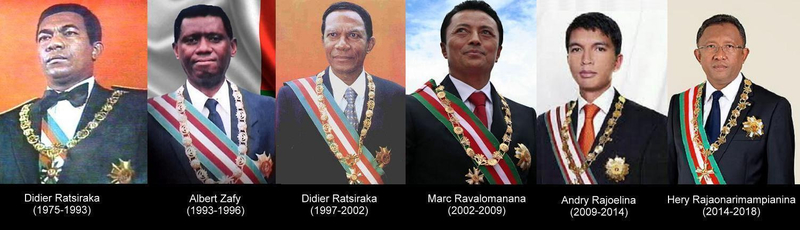 Didier Ratsiraka
(1975-1993)
Albert Zafy
(1993-1996)
Didier Ratsiraka
(1997-2002)
Marc Ravalomanana
(2002-2009)
Andry Rajoelina
(2009-2014)
Hery Rajaonarimampianina
(2014-2018)